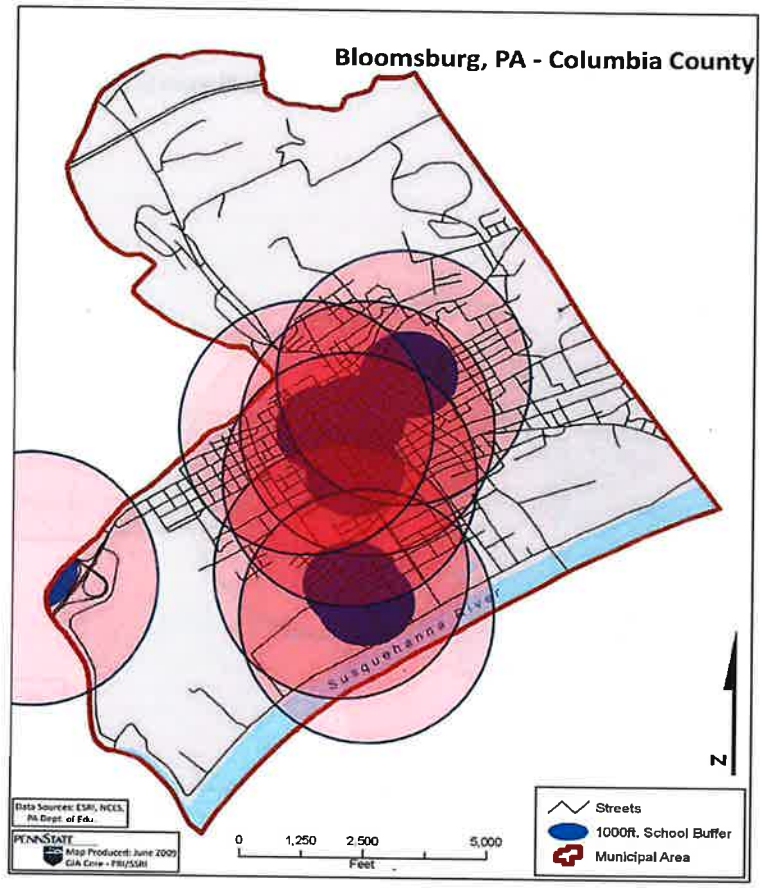 Bloomsburg, PA - Columbia County
Susquehanna River
N
Data Sources: ESRI, NCES,
PA Dept. of Edu.
PENNSTATE
Map Produced: June 2009
GIA Core - PRI/SSRI
0 1,250 2,500 5,000
Feet
Streets
1000ft. School Buffer
Municipal Area